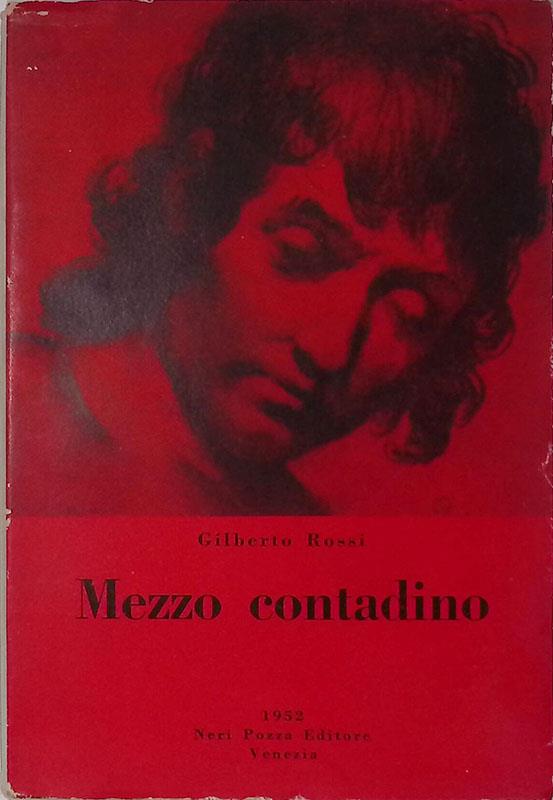 Gilberto Rossi
Mezzo contadino
1952
Neri Pozza Editore
Venezia